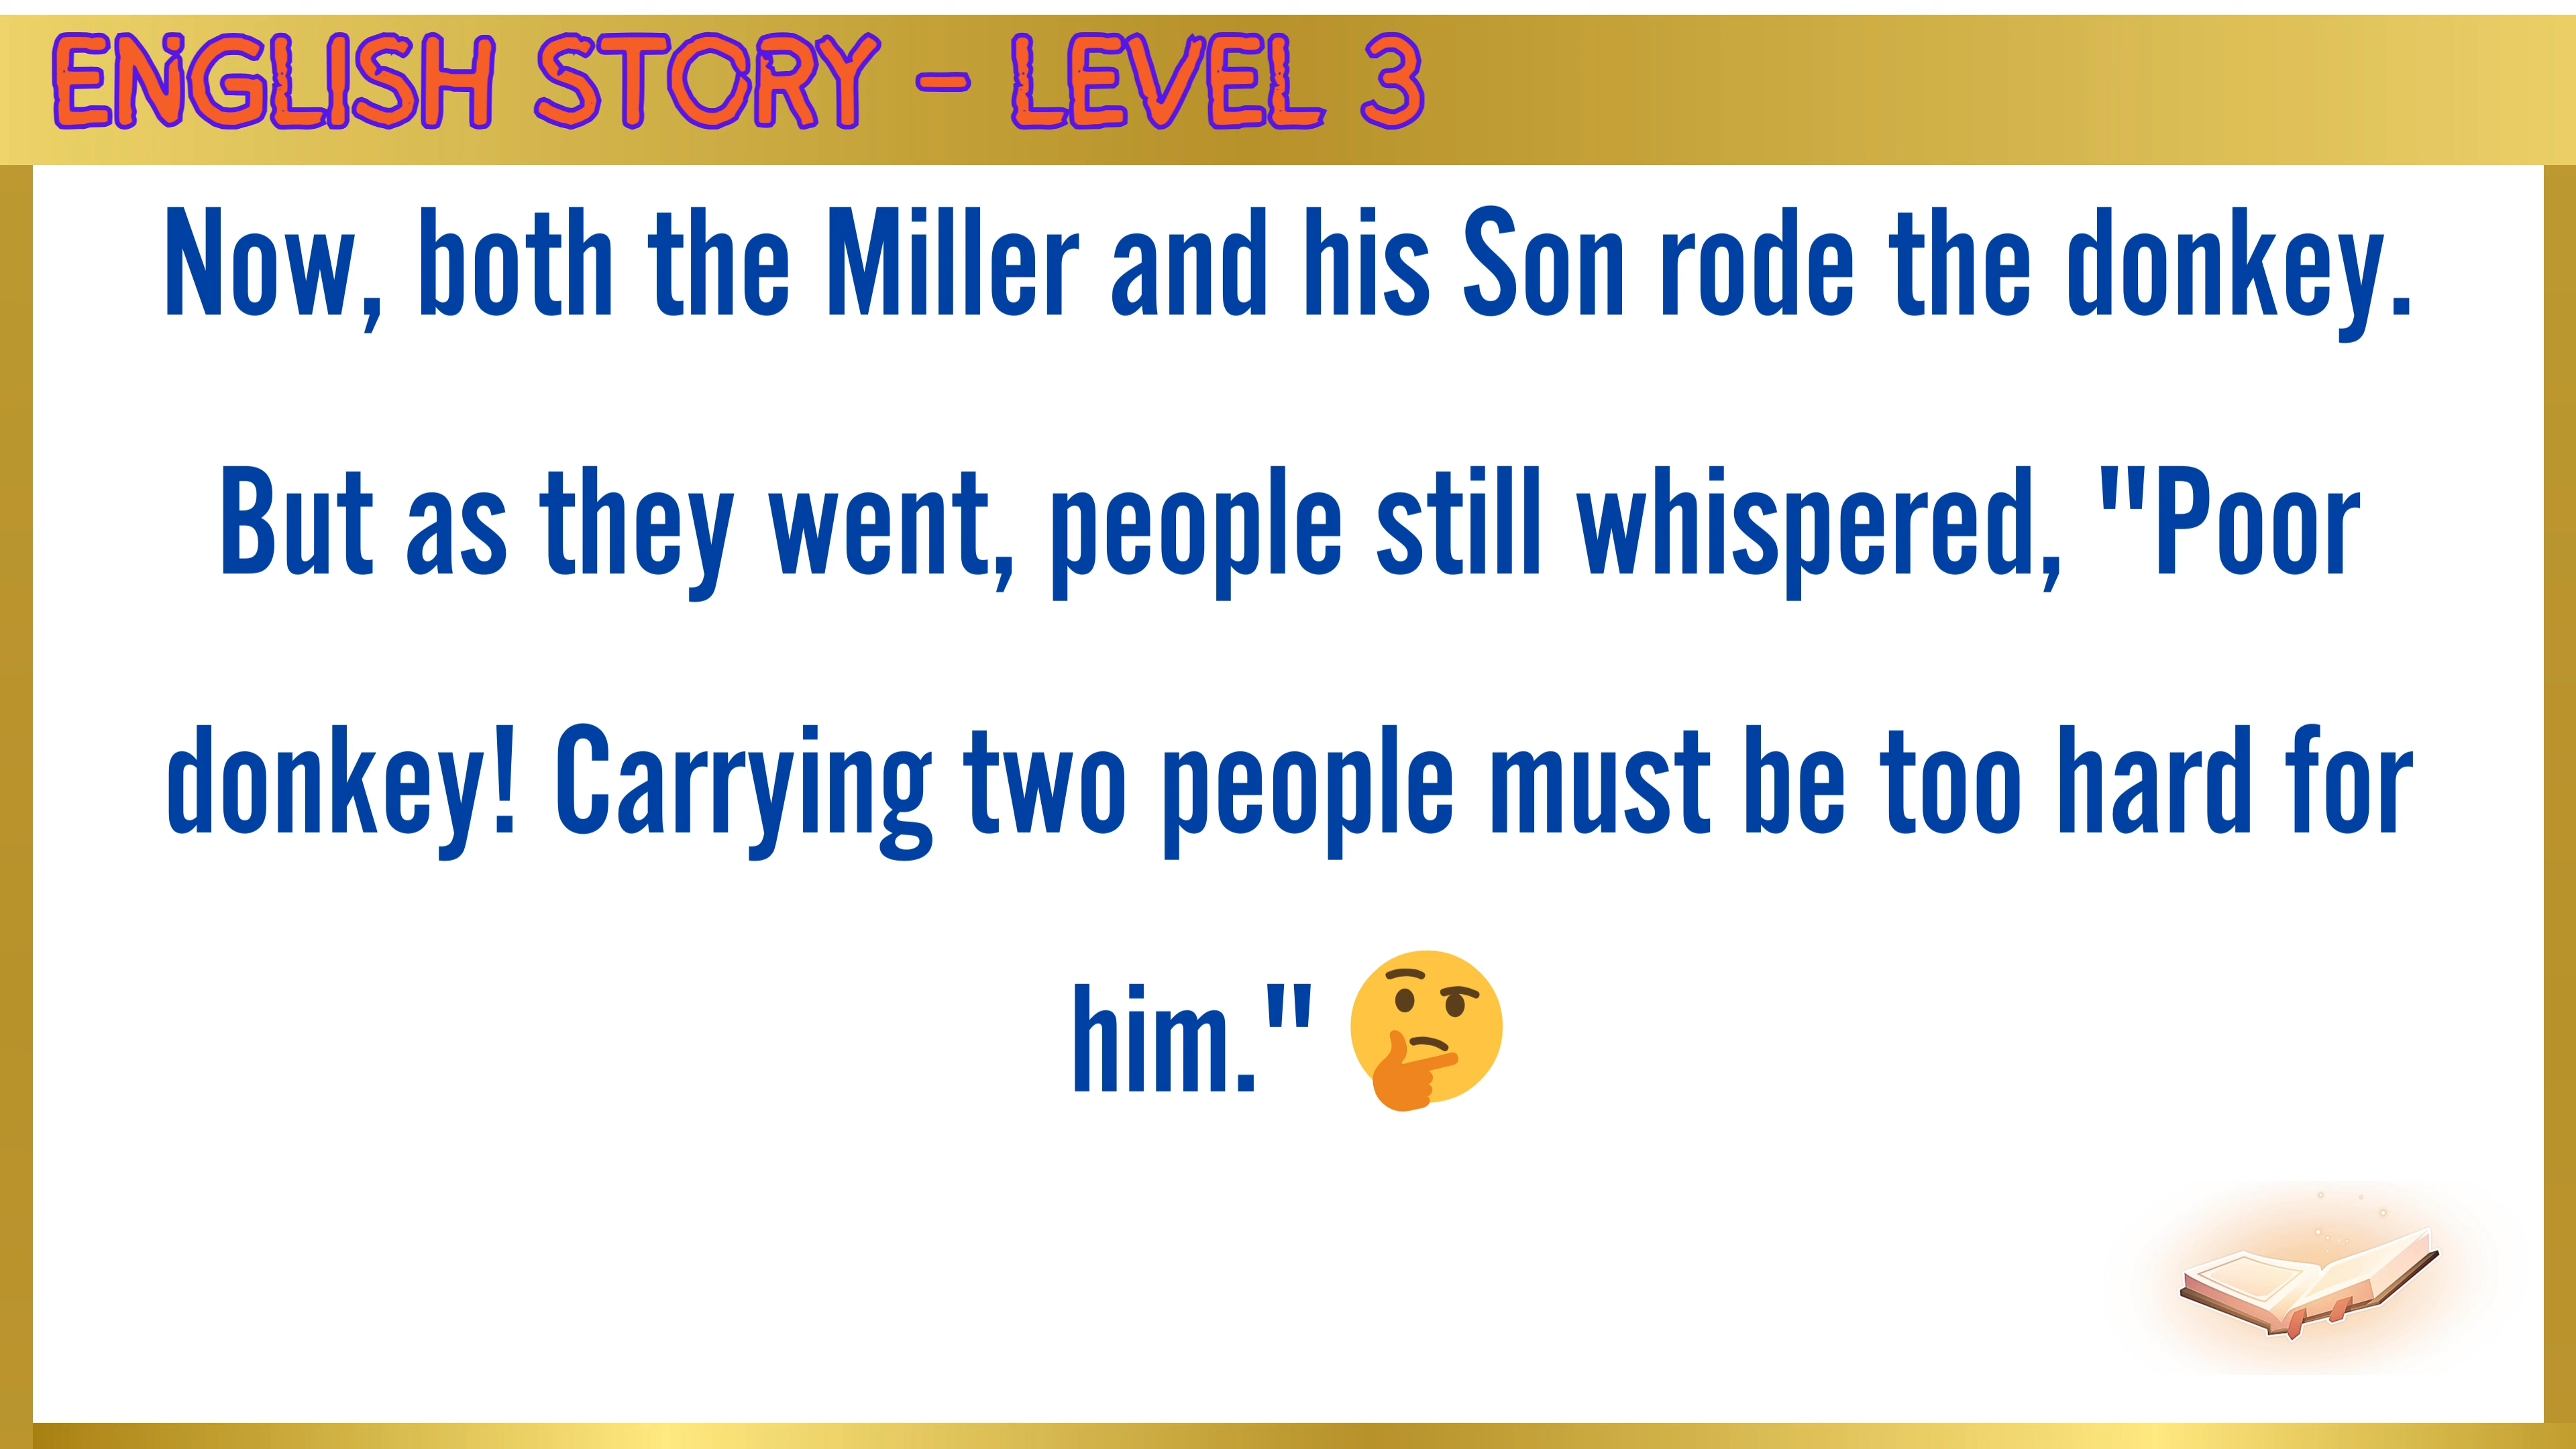 ENGLISH STORY - LEVEL 3
Now, both the Miller and his Son rode the donkey.
But as they went, people still whispered, "Poor
donkey! Carrying two people must be too hard for
him." 🤔